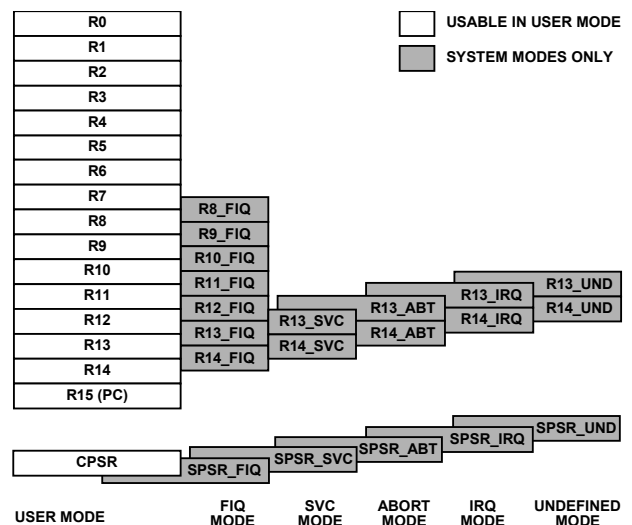 R0
R1
R2
R3
R4
R5
R6
R7
R8
R9
R10
R11
R12
R13
R14
R15 (PC)
CPSR
USER MODE
R8_FIQ
R9_FIQ
R10_FIQ
R11_FIQ
R12_FIQ
R13_FIQ
R14_FIQ
SPSR_FIQ
FIQ
MODE
R13_SVC
R14_SVC
SPSR_SVC
SVC
MODE
R13_ABT
R14_ABT
SPSR_ABT
ABORT
MODE
R13_IRQ
R14_IRQ
SPSR_IRQ
IRQ
MODE
R13_UND
R14_UND
SPSR_UND
UNDEFINED
MODE
USABLE IN USER MODE
SYSTEM MODES ONLY